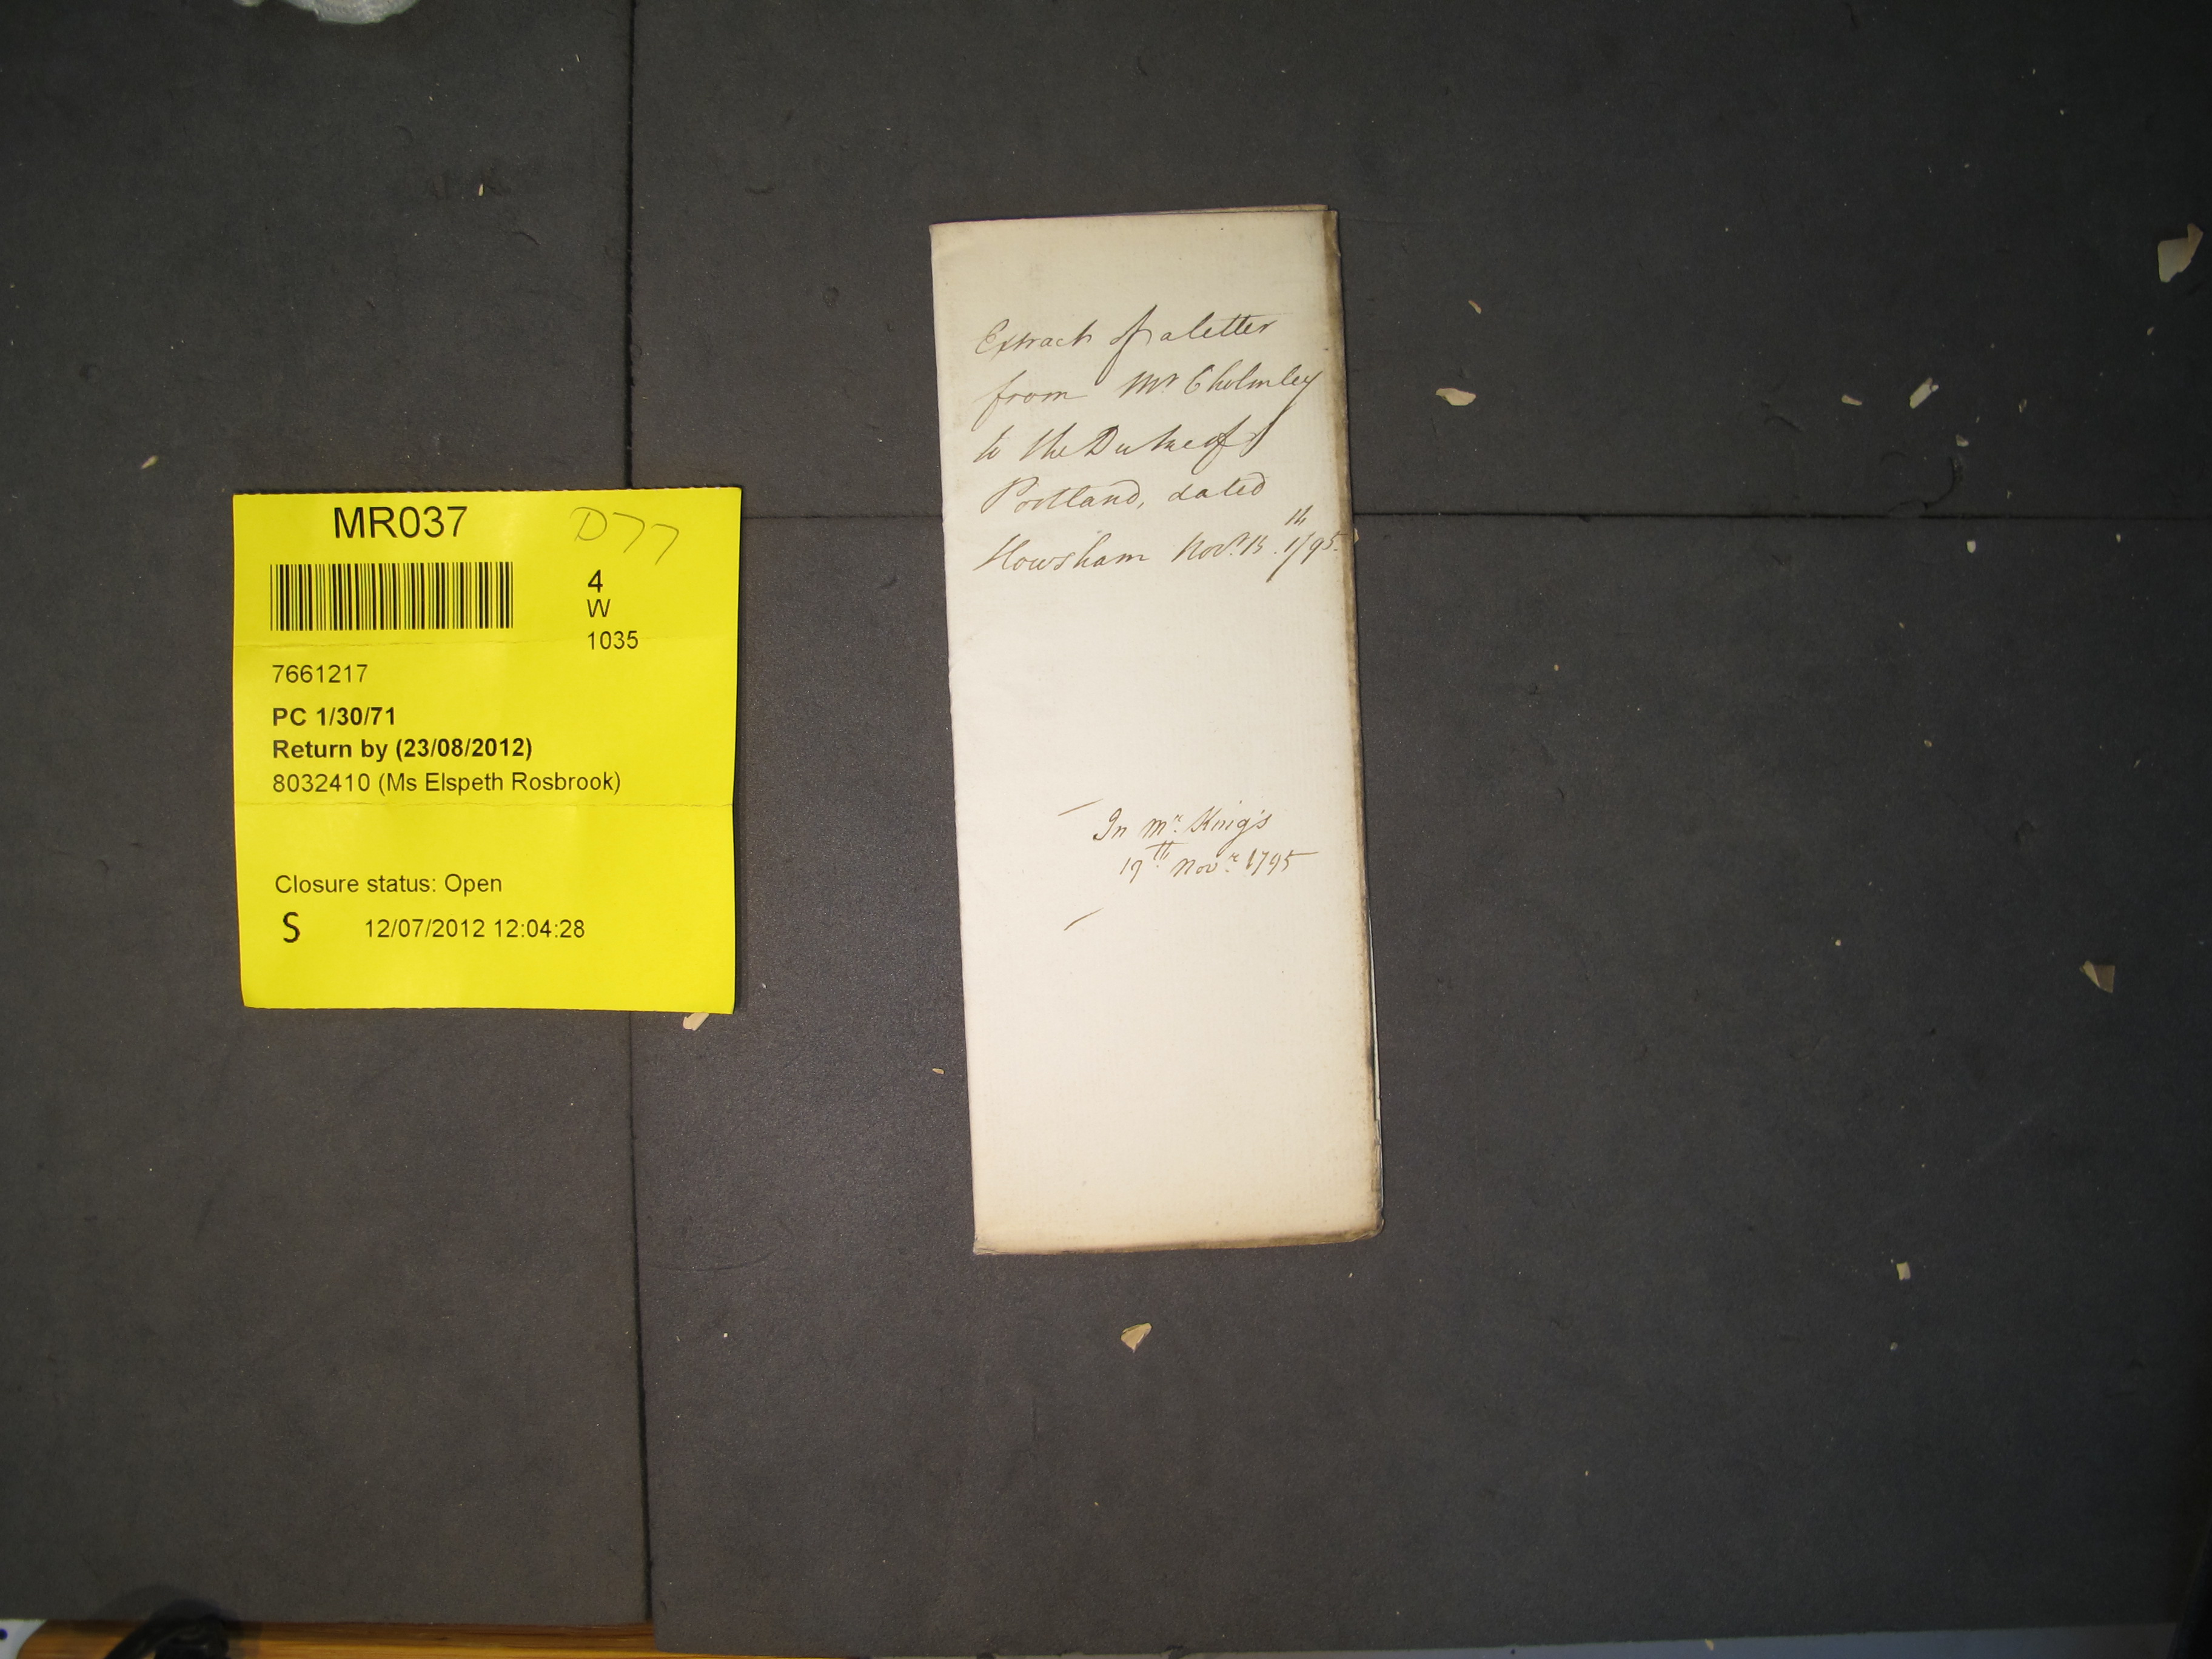 MR037 D77
4
W
1035
7661217
PC 1/30/71
Return by (23/08/2012)
8032410 (Ms Elspeth Rosbrook)
Closure status: Open
S 12/07/2012 12:04:28
Extract of a letter
from Mr Cholmley
to the Duke of
Portland, dated
Howsham Novr. 13th 1795.
In Mr. King's
19th Novr. 1795